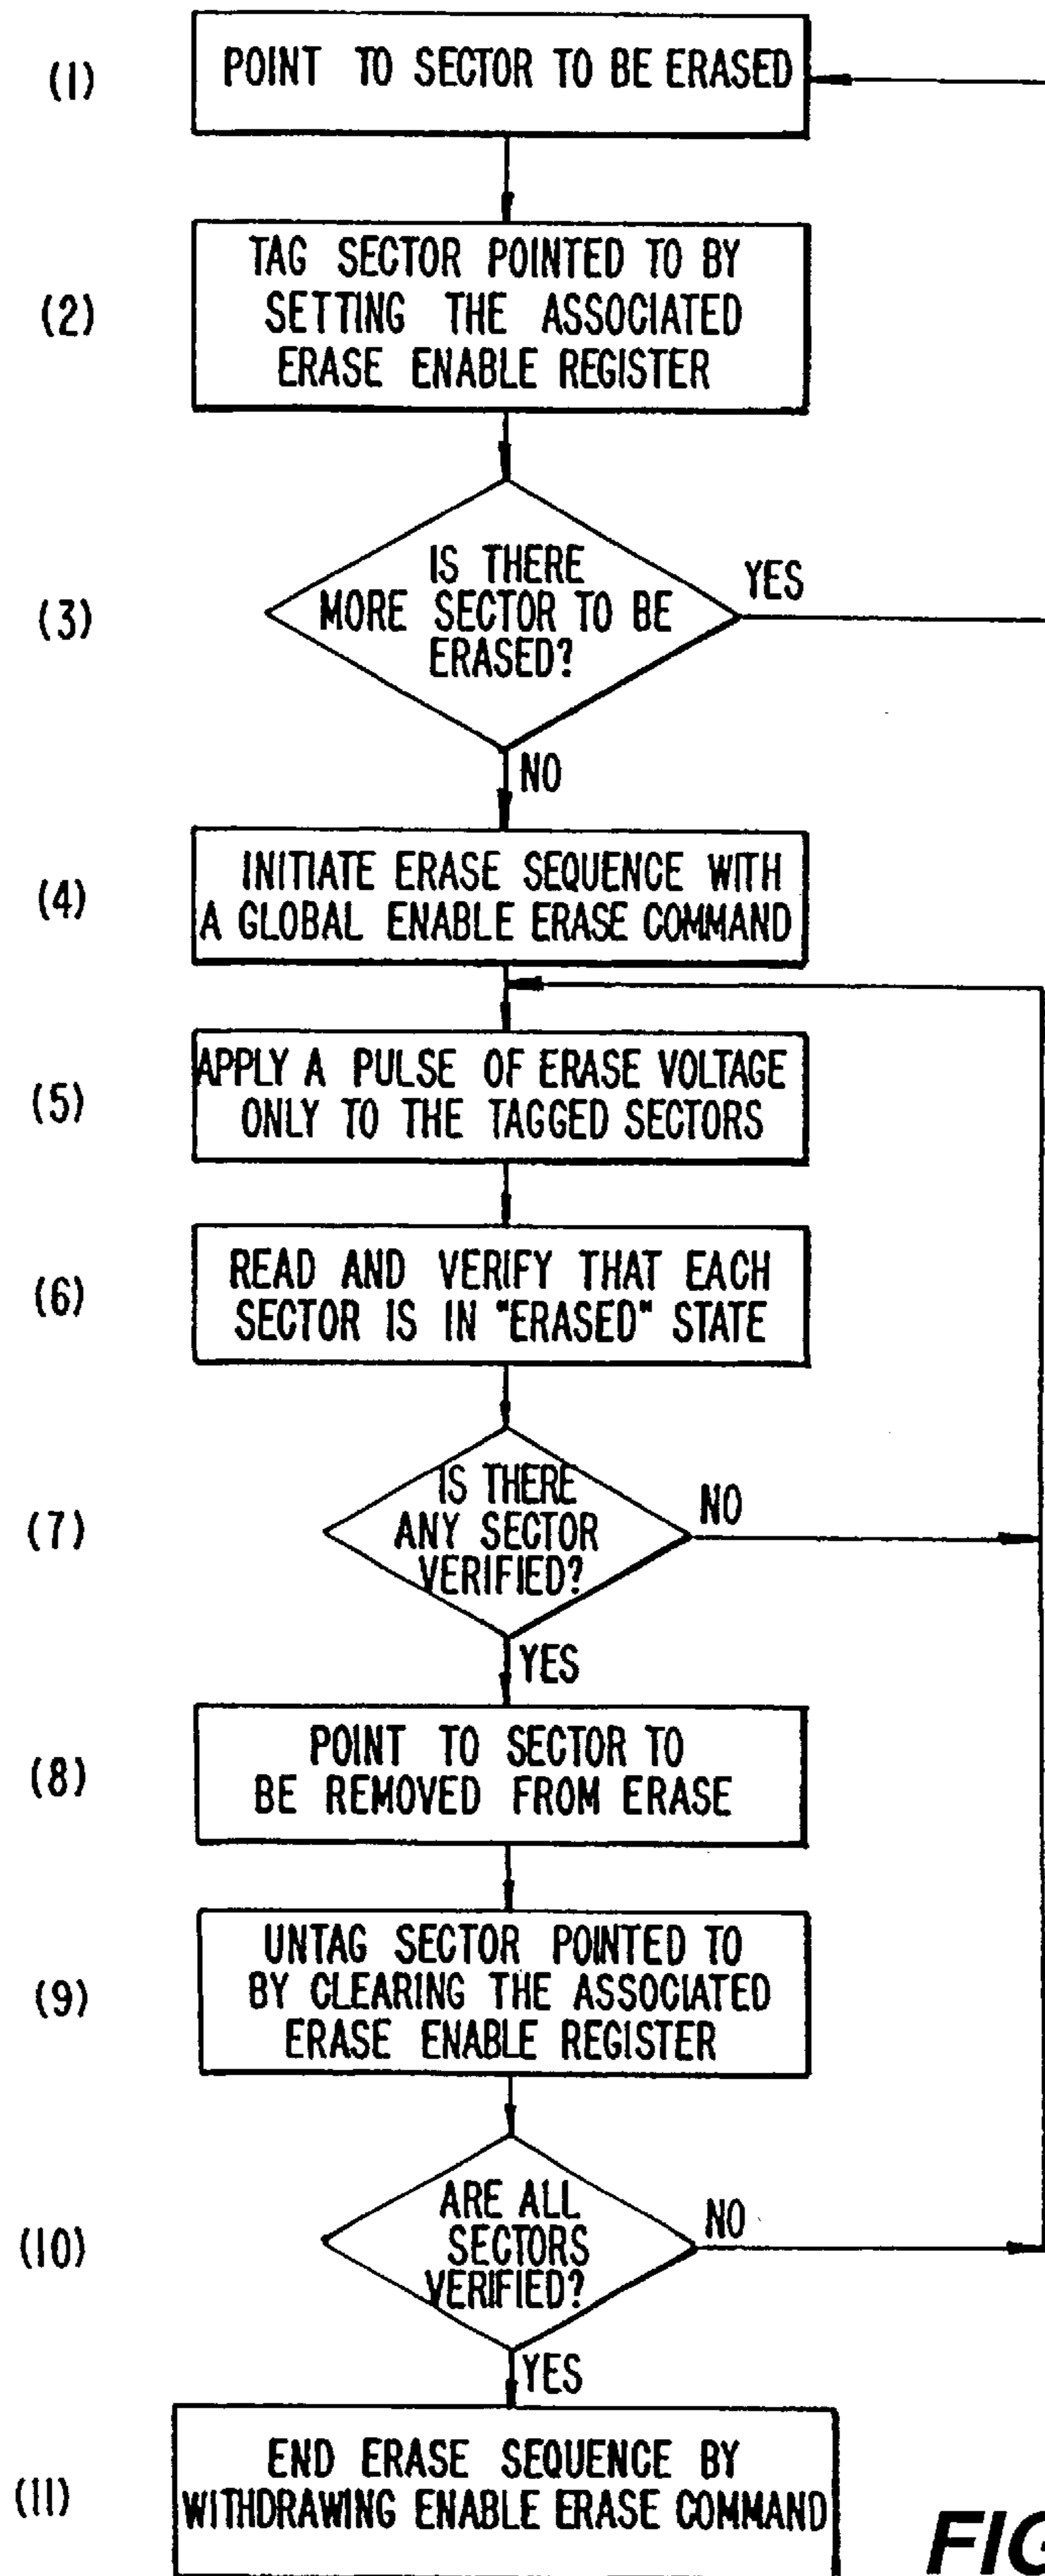 (1)
POINT TO SECTOR TO BE ERASED
(2)
TAG SECTOR POINTED TO BY
SETTING THE ASSOCIATED
ERASE ENABLE REGISTER
(3)
IS THERE
MORE SECTOR TO BE
ERASED?
YES
NO
(4)
INITIATE ERASE SEQUENCE WITH
A GLOBAL ENABLE ERASE COMMAND
(5)
APPLY A PULSE OF ERASE VOLTAGE
ONLY TO THE TAGGED SECTORS
(6)
READ AND VERIFY THAT EACH
SECTOR IS IN "ERASED" STATE
(7)
IS THERE
ANY SECTOR
VERIFIED?
NO
YES
(8)
POINT TO SECTOR TO
BE REMOVED FROM ERASE
(9)
UNTAG SECTOR POINTED TO
BY CLEARING THE ASSOCIATED
ERASE ENABLE REGISTER
(10)
ARE ALL
SECTORS
VERIFIED?
NO
YES
(11)
END ERASE SEQUENCE BY
WITHDRAWING ENABLE ERASE COMMAND
FIG